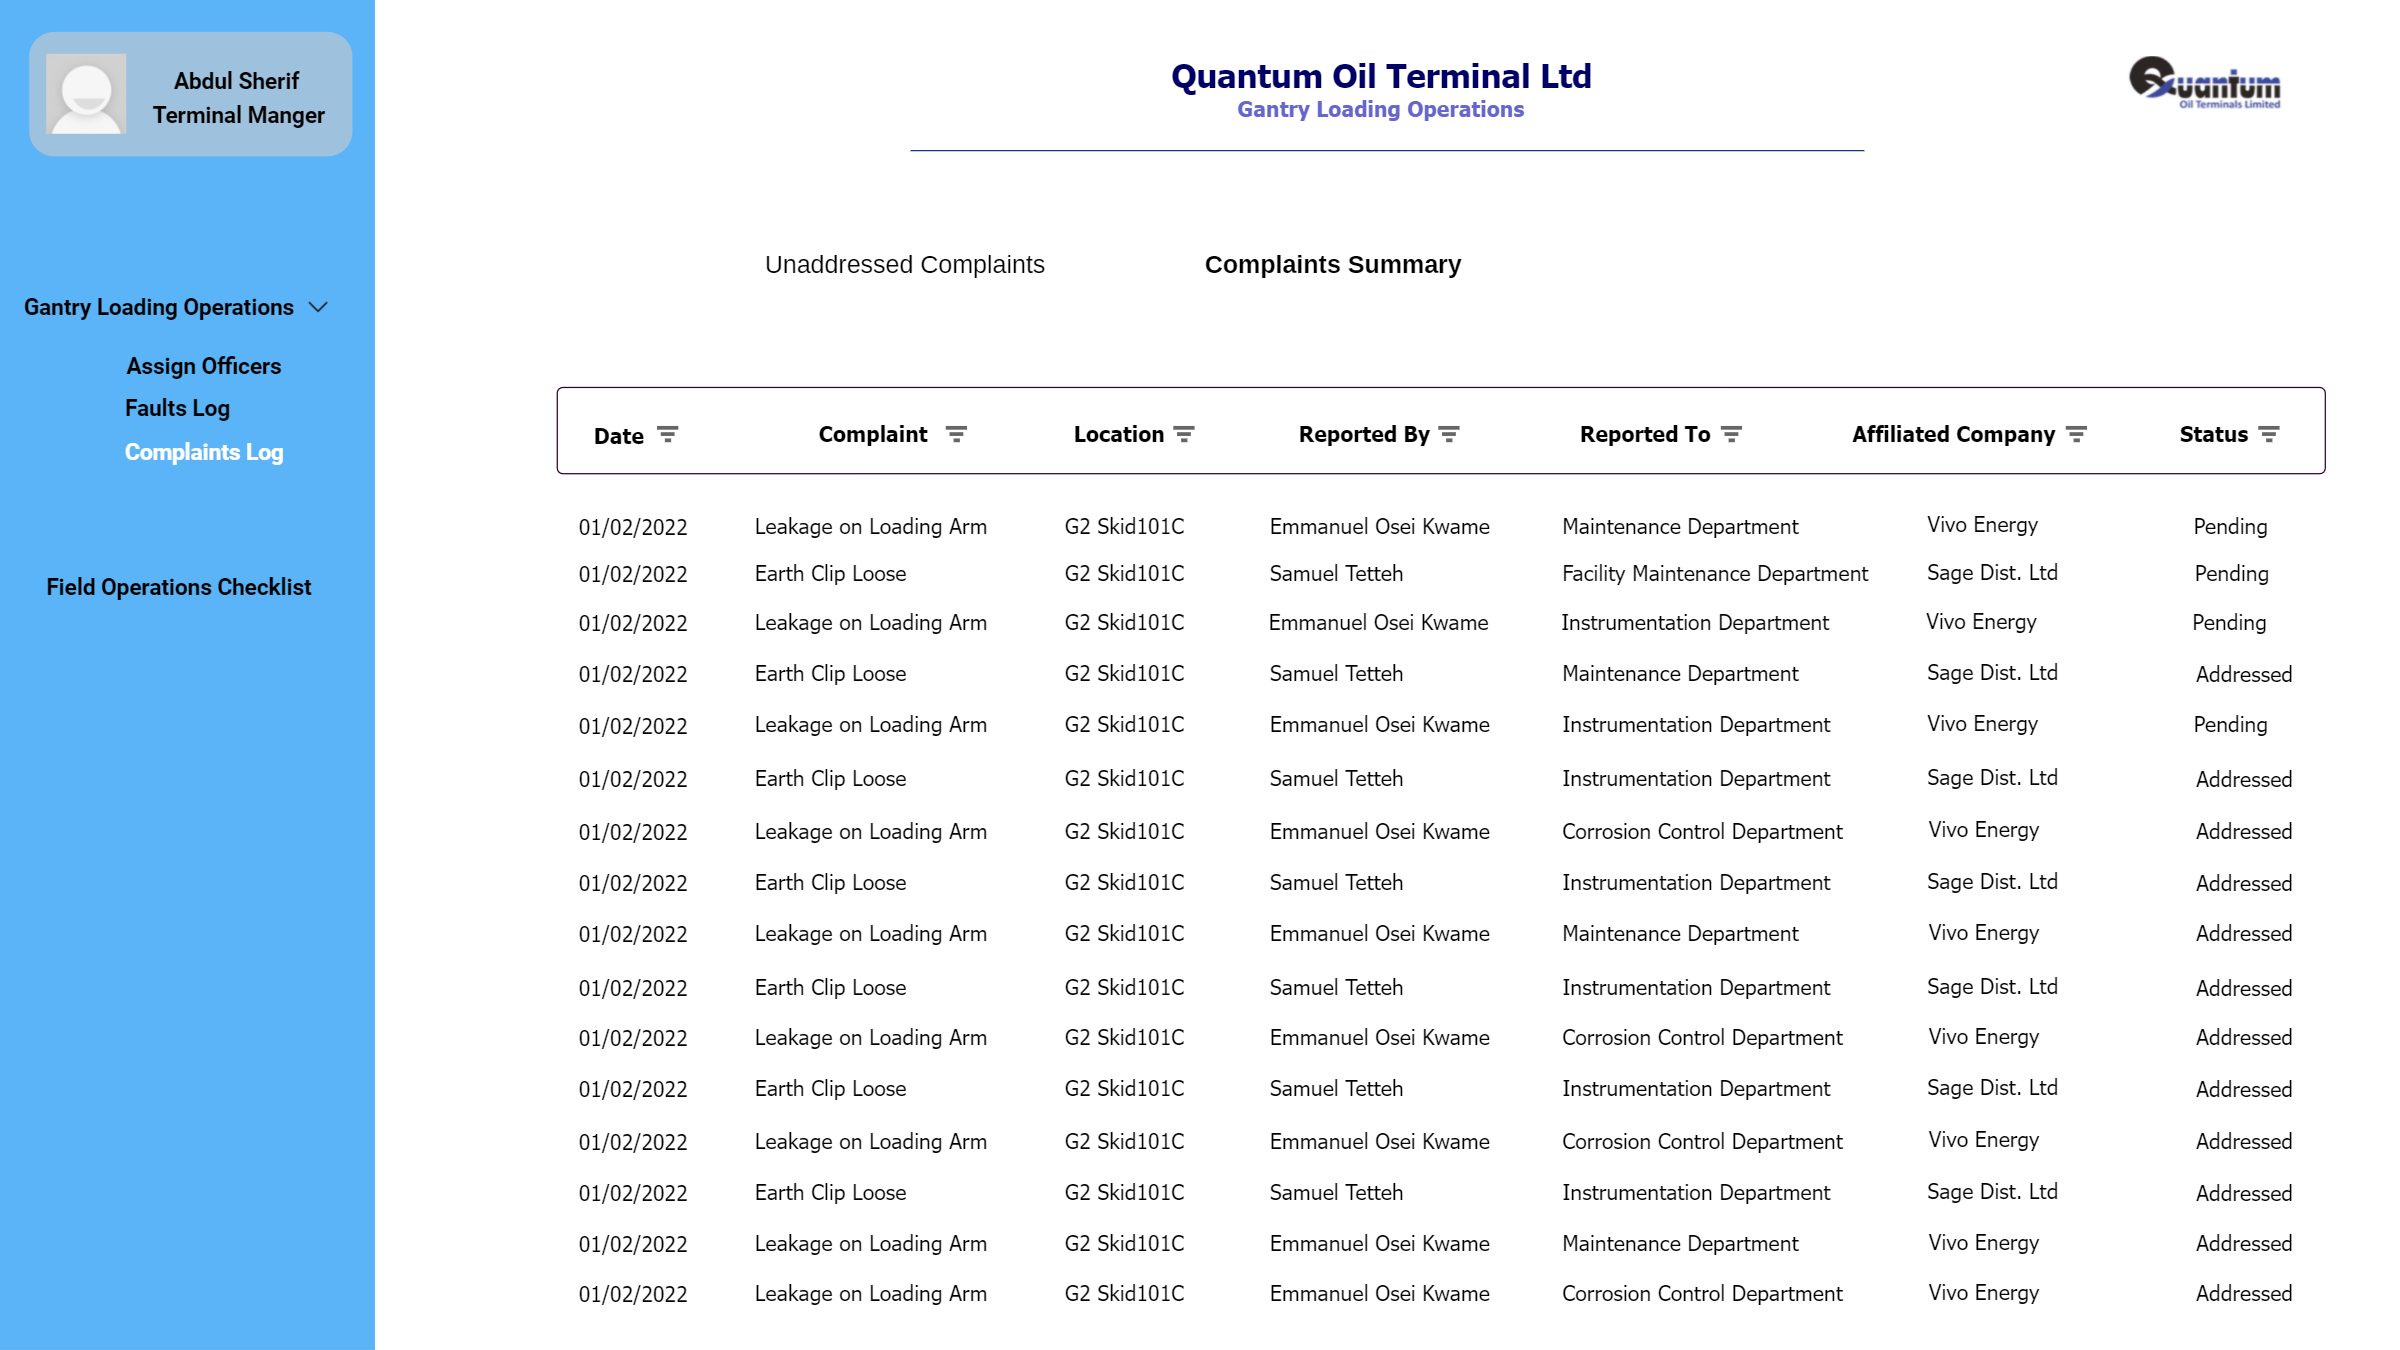 Abdul Sherif
Terminal Manger
Gantry Loading Operations
Assign Officers
Faults Log
Complaints Log
Field Operations Checklist
Quantum Oil Terminal Ltd
Gantry Loading Operations
Quantum
Oil Terminals Limited
Unaddressed Complaints Complaints Summary
Date Complaint Location Reported By Reported To Affiliated Company Status
01/02/2022 Leakage on Loading Arm G2 Skid101C Emmanuel Osei Kwame Maintenance Department Vivo Energy Pending
01/02/2022 Earth Clip Loose G2 Skid101C Samuel Tetteh Facility Maintenance Department Sage Dist. Ltd Pending
01/02/2022 Leakage on Loading Arm G2 Skid101C Emmanuel Osei Kwame Instrumentation Department Vivo Energy Pending
01/02/2022 Earth Clip Loose G2 Skid101C Samuel Tetteh Maintenance Department Sage Dist. Ltd Addressed
01/02/2022 Leakage on Loading Arm G2 Skid101C Emmanuel Osei Kwame Instrumentation Department Vivo Energy Pending
01/02/2022 Earth Clip Loose G2 Skid101C Samuel Tetteh Instrumentation Department Sage Dist. Ltd Addressed
01/02/2022 Leakage on Loading Arm G2 Skid101C Emmanuel Osei Kwame Corrosion Control Department Vivo Energy Addressed
01/02/2022 Earth Clip Loose G2 Skid101C Samuel Tetteh Instrumentation Department Sage Dist. Ltd Addressed
01/02/2022 Leakage on Loading Arm G2 Skid101C Emmanuel Osei Kwame Maintenance Department Vivo Energy Addressed
01/02/2022 Earth Clip Loose G2 Skid101C Samuel Tetteh Instrumentation Department Sage Dist. Ltd Addressed
01/02/2022 Leakage on Loading Arm G2 Skid101C Emmanuel Osei Kwame Corrosion Control Department Vivo Energy Addressed
01/02/2022 Earth Clip Loose G2 Skid101C Samuel Tetteh Instrumentation Department Sage Dist. Ltd Addressed
01/02/2022 Leakage on Loading Arm G2 Skid101C Emmanuel Osei Kwame Corrosion Control Department Vivo Energy Addressed
01/02/2022 Earth Clip Loose G2 Skid101C Samuel Tetteh Instrumentation Department Sage Dist. Ltd Addressed
01/02/2022 Leakage on Loading Arm G2 Skid101C Emmanuel Osei Kwame Maintenance Department Vivo Energy Addressed
01/02/2022 Leakage on Loading Arm G2 Skid101C Emmanuel Osei Kwame Corrosion Control Department Vivo Energy Addressed